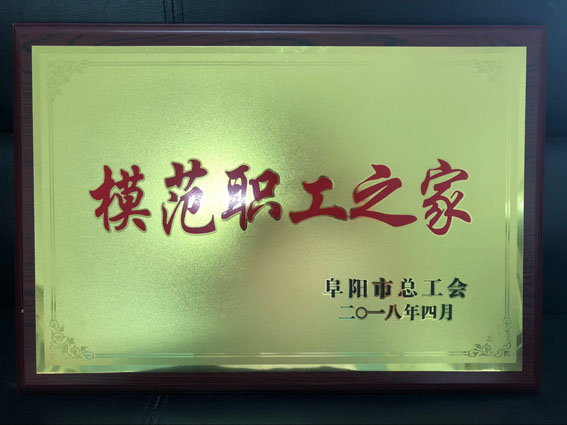 模范职工之家
阜阳市总工会
二〇一八年四月